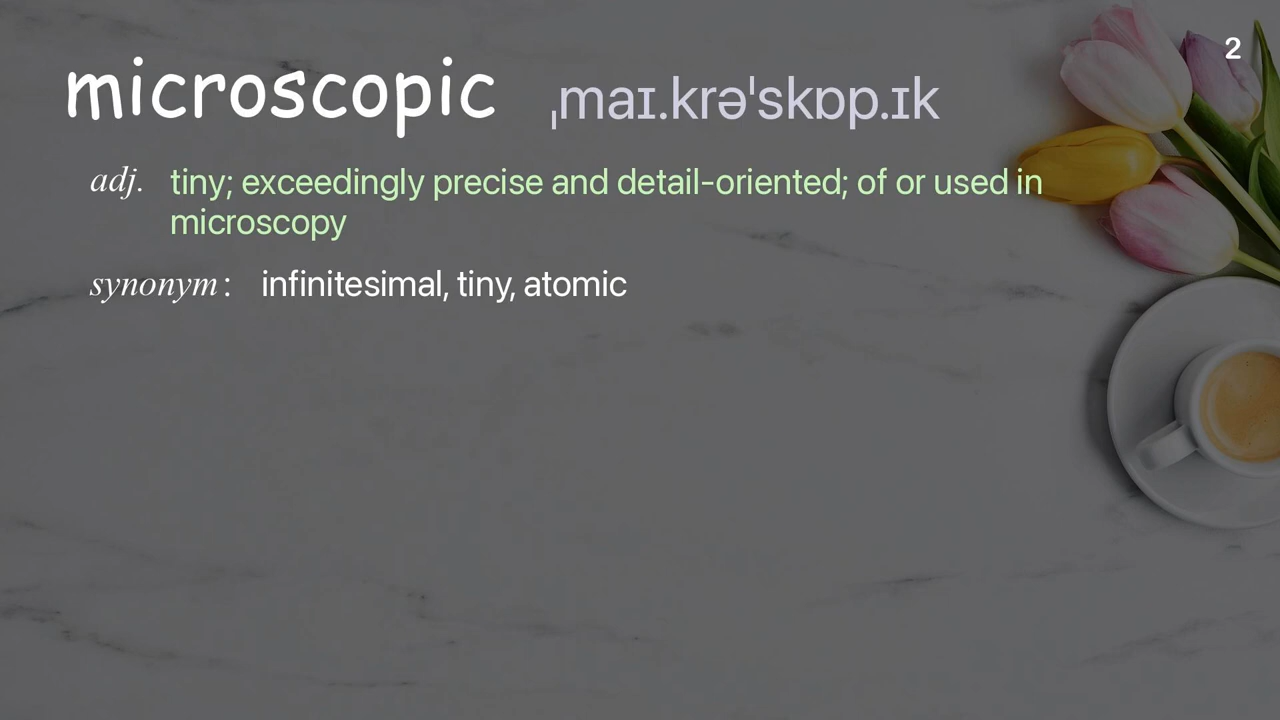 2
microscopic ˌmaɪ.krəˈskɒp.ɪk
adj. tiny; exceedingly precise and detail-oriented; of or used in
microscopy
synonym: infinitesimal, tiny, atomic